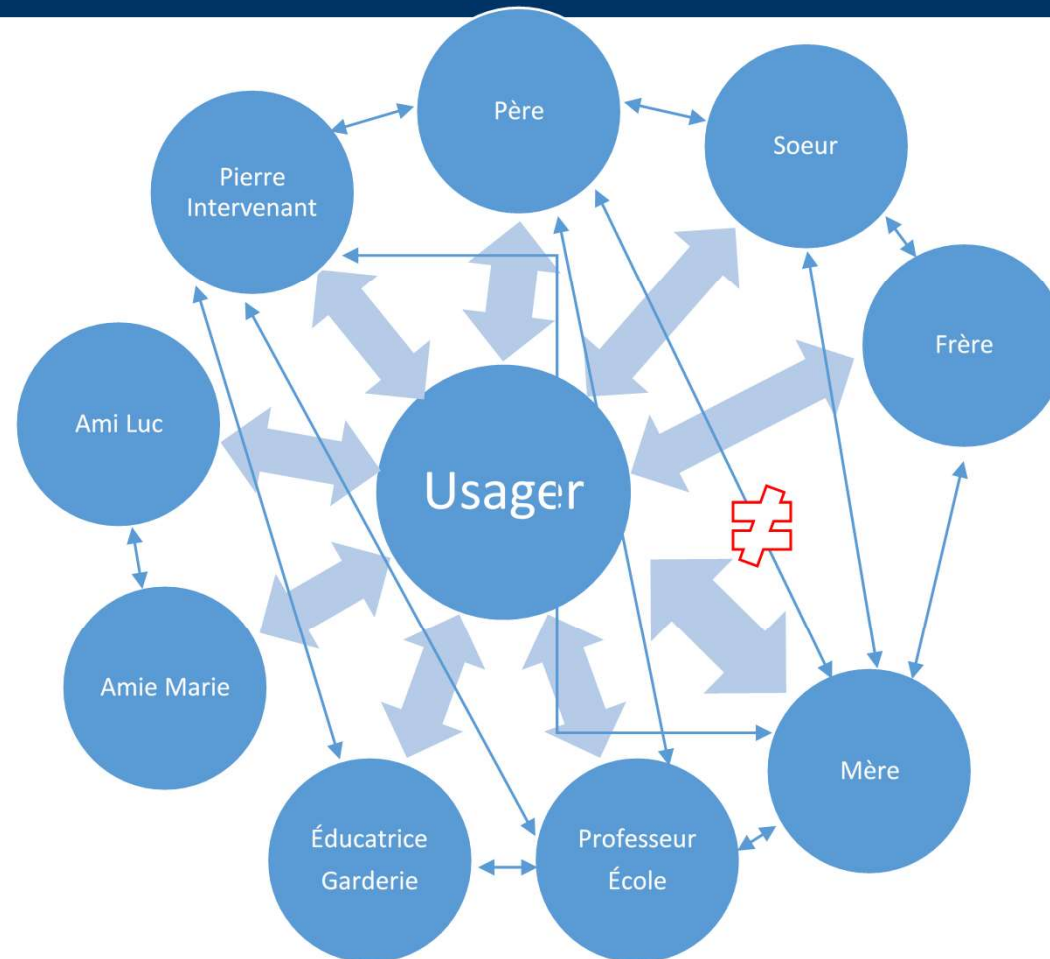 Père
Soeur
Pierre
Intervenant
Frère
Ami Luc
Usager
≠
Amie Marie
Mère
Éducatrice
Garderie
Professeur
École